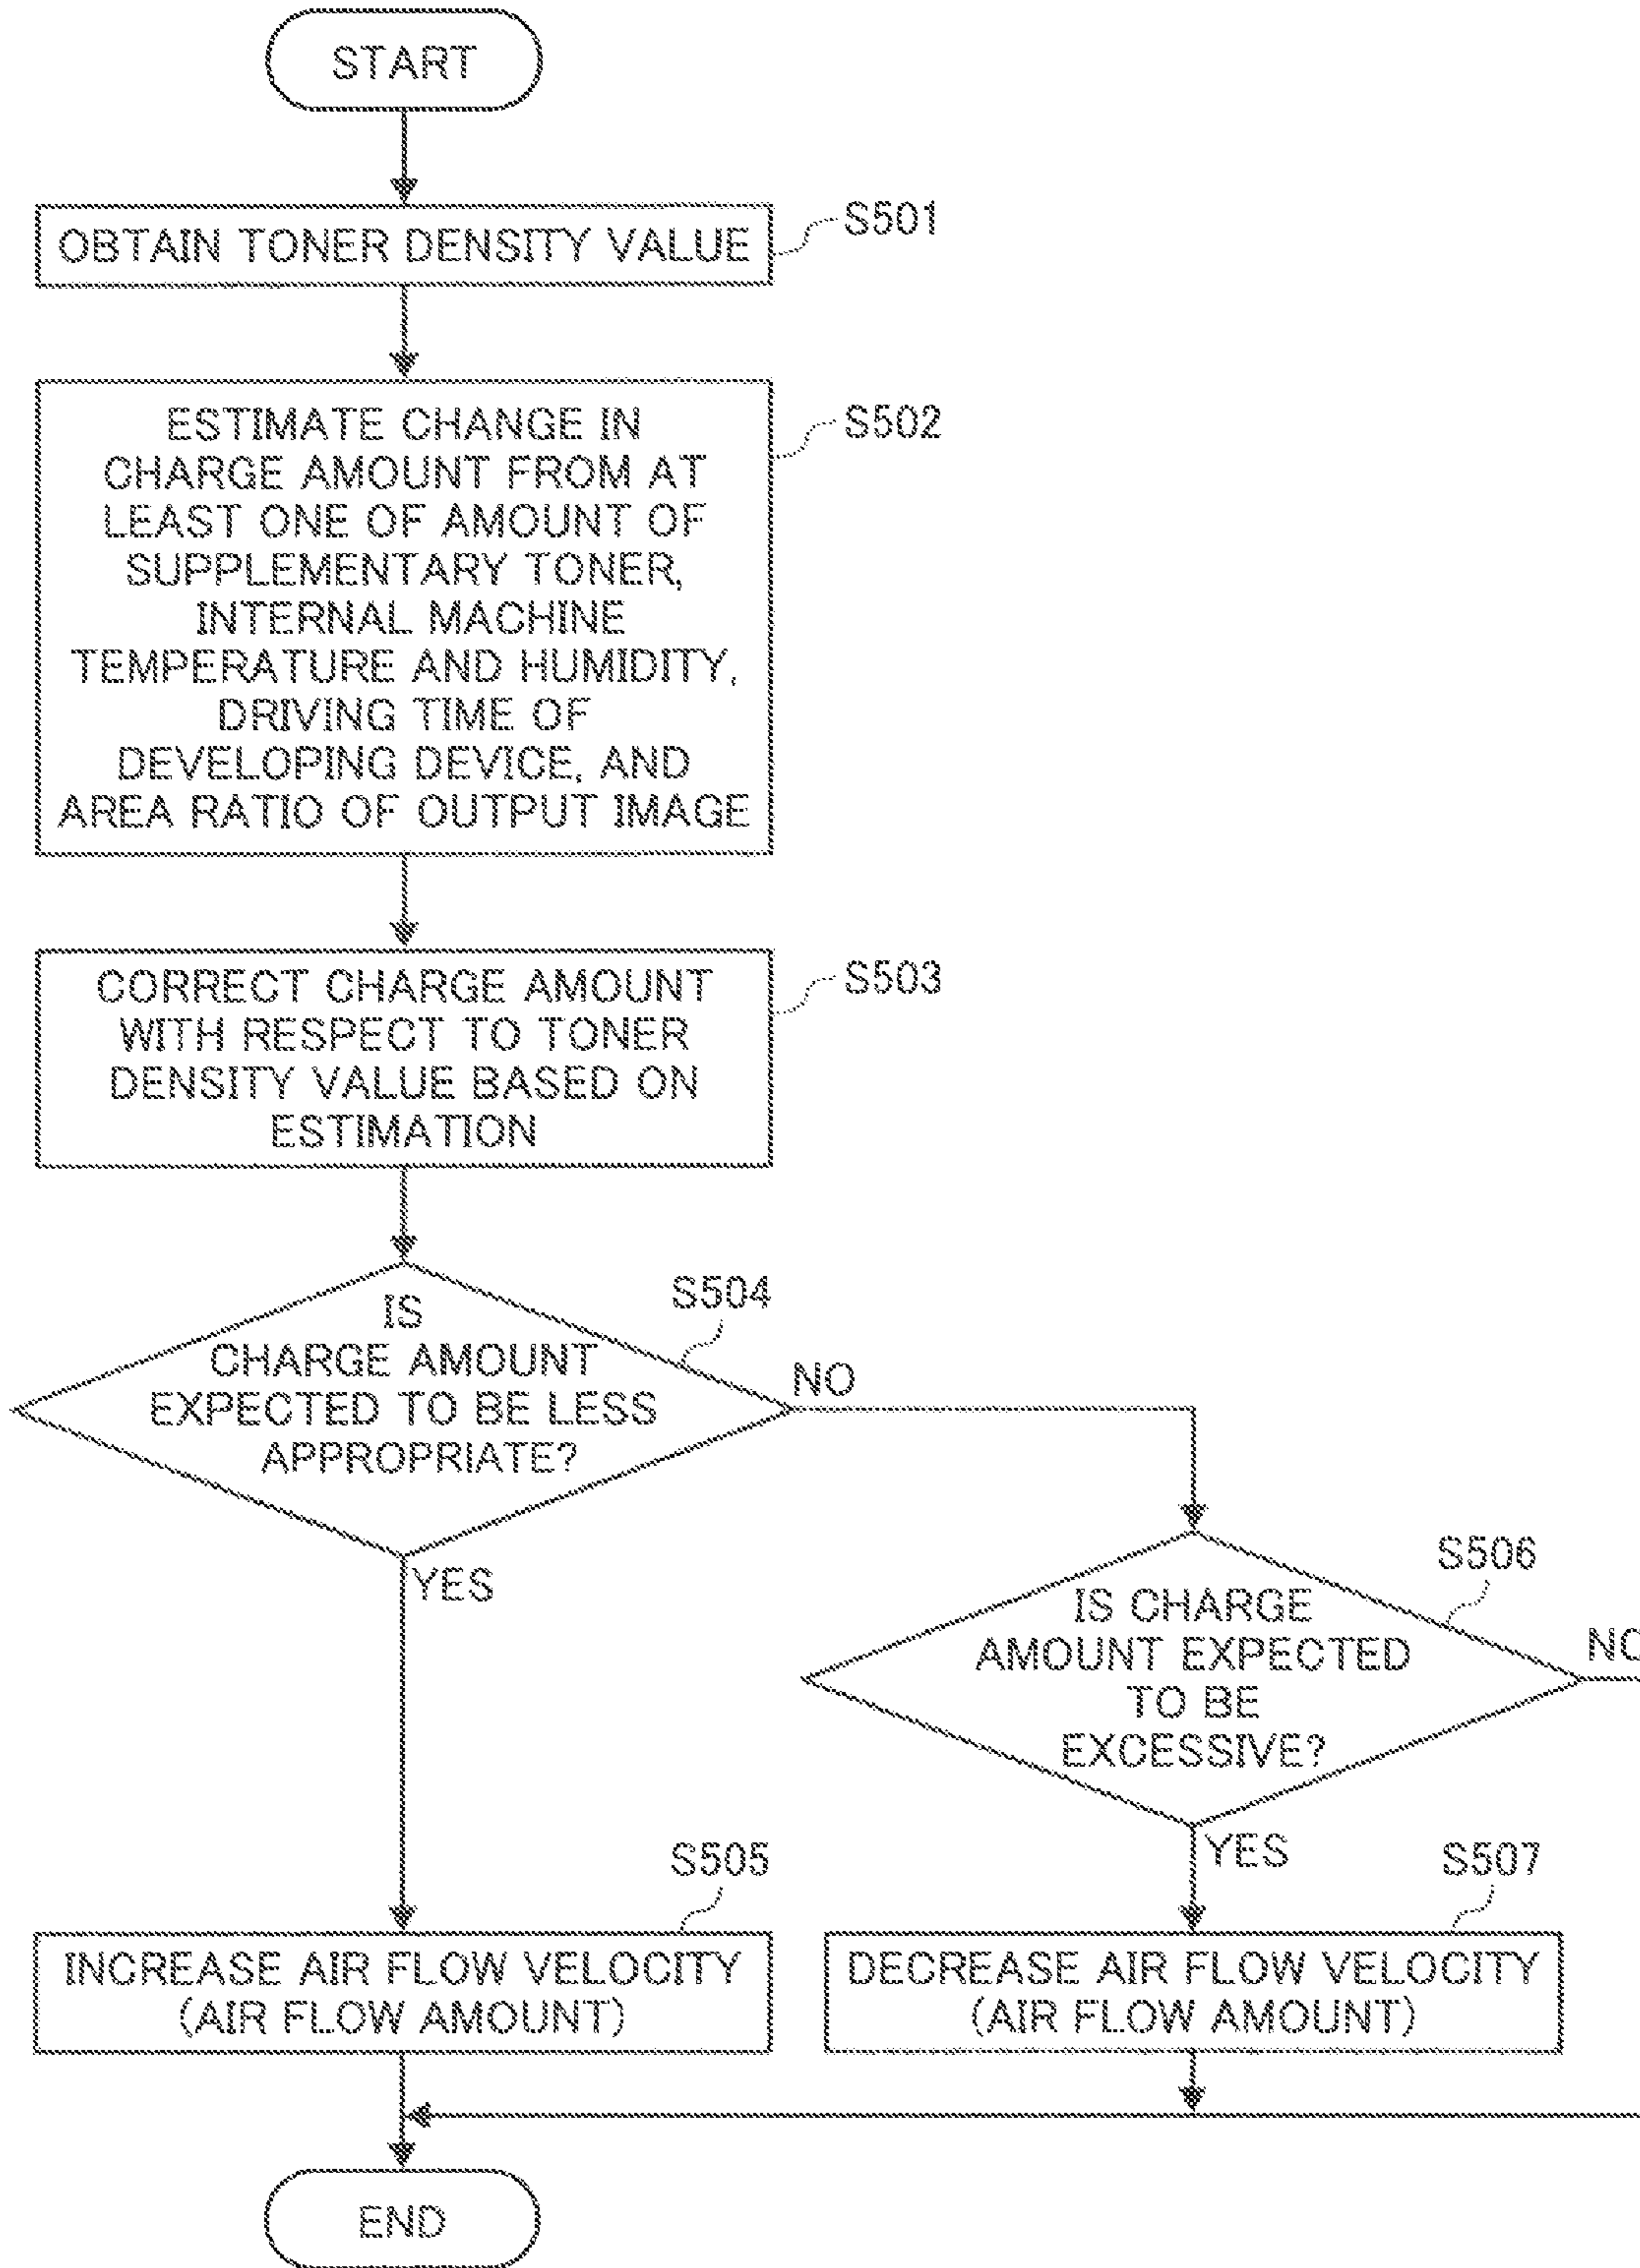 START
OBTAIN TONER DENSITY VALUE
S501
ESTIMATE CHANGE IN
CHARGE AMOUNT FROM AT
LEAST ONE OF AMOUNT OF
SUPPLEMENTARY TONER,
INTERNAL MACHINE
TEMPERATURE AND HUMIDITY,
DRIVING TIME OF
DEVELOPING DEVICE, AND
AREA RATIO OF OUTPUT IMAGE
S502
CORRECT CHARGE AMOUNT
WITH RESPECT TO TONER
DENSITY VALUE BASED ON
ESTIMATION
S503
IS
CHARGE AMOUNT
EXPECTED TO BE LESS
APPROPRIATE?
S504
NO
YES
IS CHARGE
AMOUNT EXPECTED
TO BE
EXCESSIVE?
S506
NO
YES
INCREASE AIR FLOW VELOCITY
(AIR FLOW AMOUNT)
S505
DECREASE AIR FLOW VELOCITY
(AIR FLOW AMOUNT)
S507
END